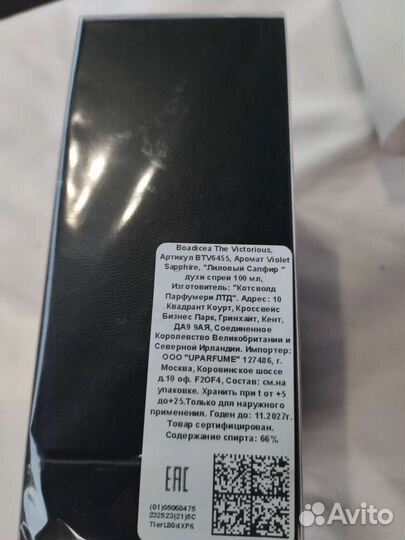 Boadicea The Victorious,
Артикул BTV6455, Аромат Violet
Sapphire, "Лиловый Сапфир "
духи спрей 100 мл,
Изготовитель: "Котсволд
Парфумери ЛТД". Адрес: 10
Квадрант Коурт, Кроссвейс
Бизнес Парк, Гринхайт, Кент,
ДА9 9АЯ, Соединенное
Королевство Великобритании и
Северной Ирландии. Импортер:
ООО "UPARFUME" 127486, г.
Москва, Коровинское шоссе
д.10 оф. F2OF4, Состав: см.на
упаковке. Хранить при t от +5
до+25.Только для наружного
применения. Годен до: 11.2027г.
Товар сертифицирован.
Содержание спирта: 66%
EAC
(01)05060475
232523(21)5C
TIerL80dXP&
Avito